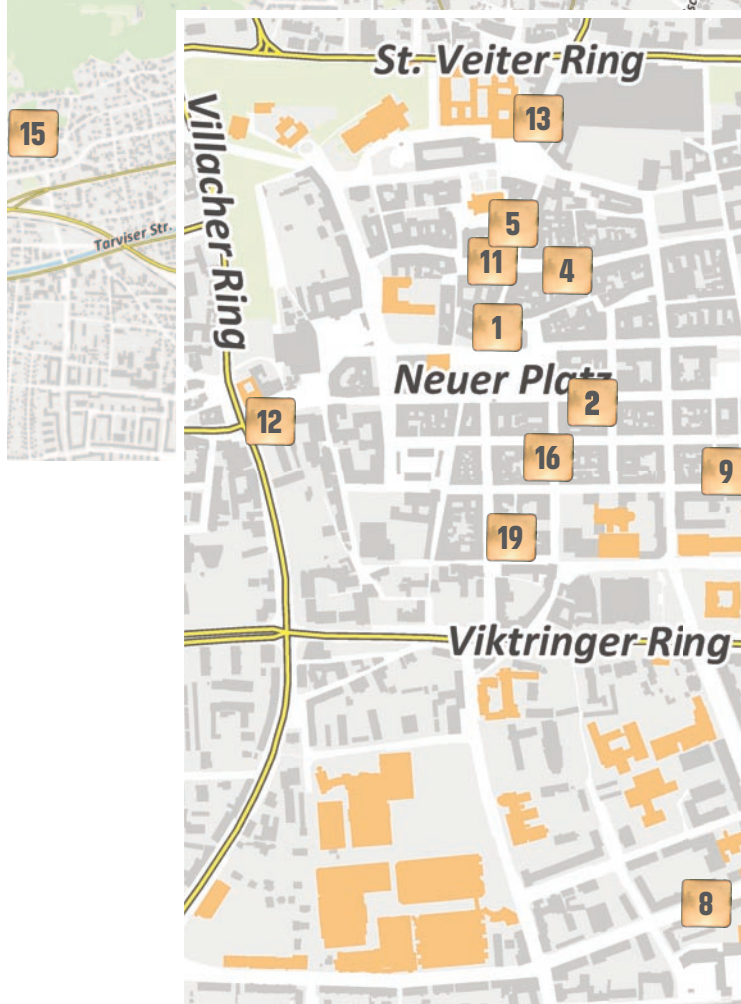 St. Veiter Ring
13
15
Villacher-Ring
5
Tarviser Str.
11
4
1
Neuer Platz
2
12
16
9
19
Viktringer Ring
8